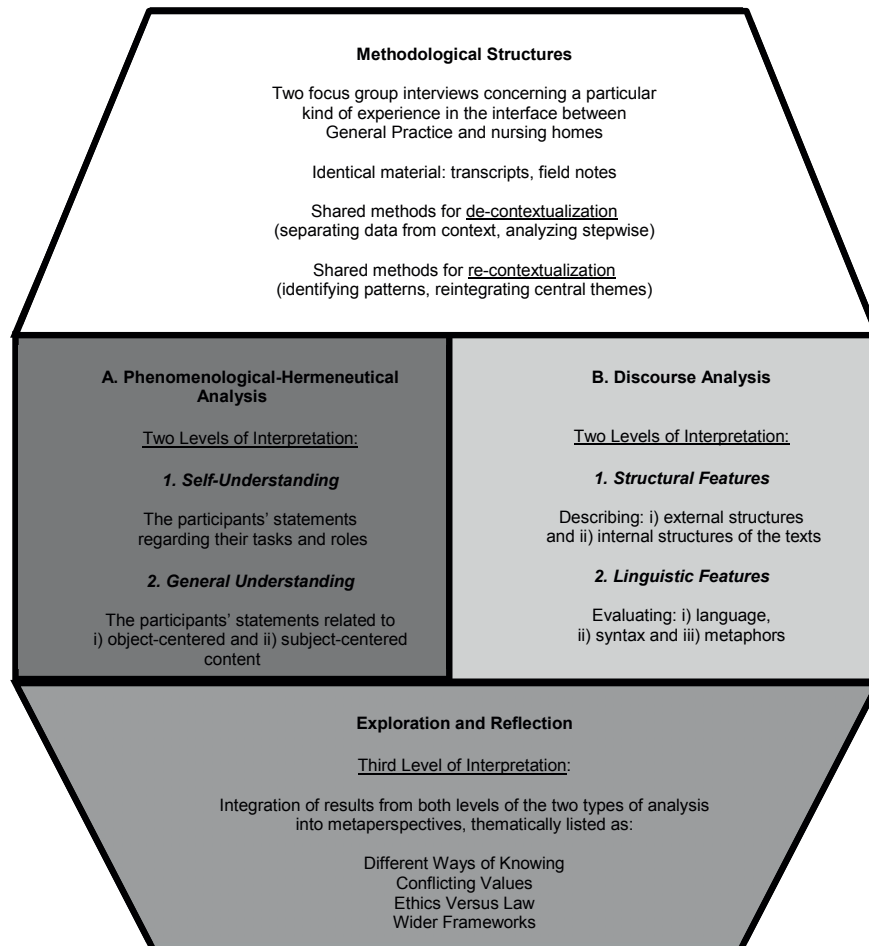 Methodological Structures
Two focus group interviews concerning a particular
kind of experience in the interface between
General Practice and nursing homes
Identical material: transcripts, field notes
Shared methods for de-contextualization
(separating data from context, analyzing stepwise)
Shared methods for re-contextualization
(identifying patterns, reintegrating central themes)
A. Phenomenological-Hermeneutical
Analysis
Two Levels of Interpretation:
1. Self-Understanding
The participants’ statements
regarding their tasks and roles
2. General Understanding
The participants’ statements related to
i) object-centered and ii) subject-centered
content
B. Discourse Analysis
Two Levels of Interpretation:
1. Structural Features
Describing: i) external structures
and ii) internal structures of the texts
2. Linguistic Features
Evaluating: i) language,
ii) syntax and iii) metaphors
Exploration and Reflection
Third Level of Interpretation:
Integration of results from both levels of the two types of analysis
into metaperspectives, thematically listed as:
Different Ways of Knowing
Conflicting Values
Ethics Versus Law
Wider Frameworks